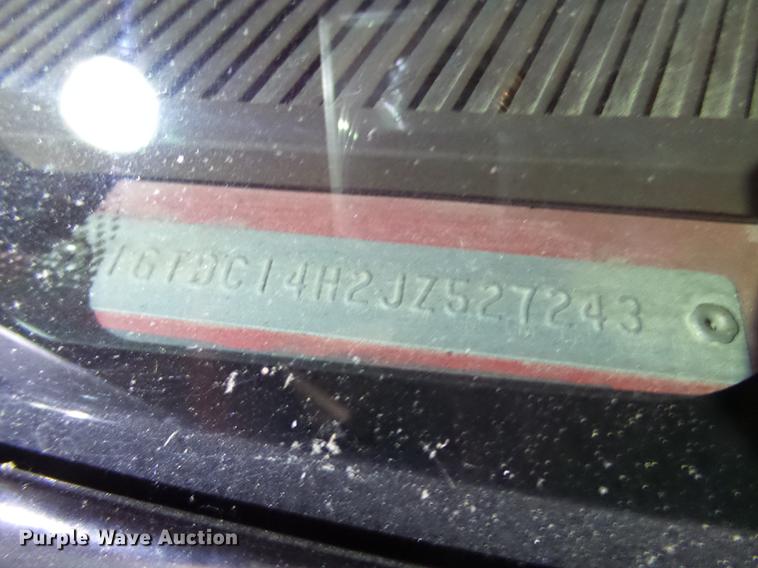 1GTDC14H2JZ527243
Purple Wave Auction